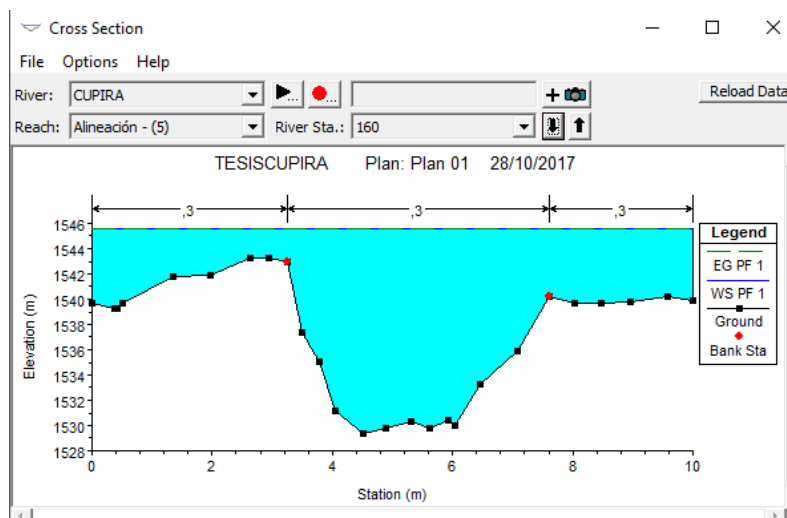 Cross Section
File Options Help
River: CUPIRA
Reload Data
Reach: Alineación - (5) River Sta.: 160
TESISCUPIRA Plan: Plan 01 28/10/2017
,3 ,3 ,3
1546
1544
1542
1540
1538
1536
1534
1532
1530
1528
Elevation (m)
0 2 4 6 8 10
Station (m)
Legend
EG PF 1
WS PF 1
Ground
Bank Sta